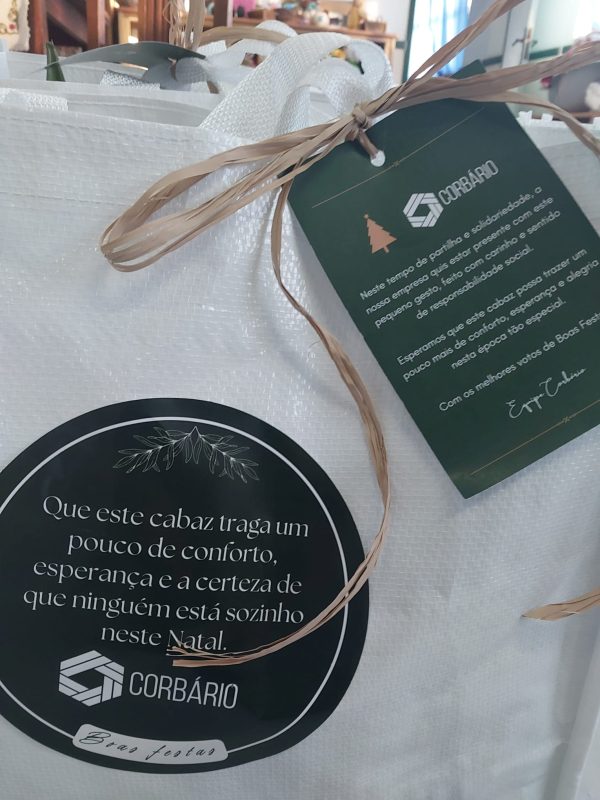 CORBÁRIO
Neste tempo de partilha e solidariedade, a
nossa empresa quis estar presente com este
pequeno gesto, feito com carinho e sentido
de responsabilidade social.
Esperamos que este cabaz possa trazer um
pouco mais de conforto, esperança e alegria
nesta época tão especial.
Com os melhores votos de Boas Festas
Equipa Corbário
Que este cabaz traga um
pouco de conforto,
esperança e a certeza de
que ninguém está sozinho
neste Natal.
CORBÁRIO
Boas festas